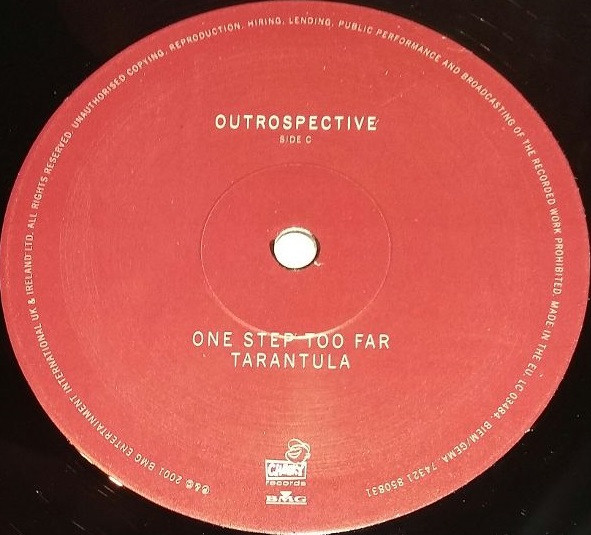 OUTROSPECTIVE
SIDE C
ONE STEP TOO FAR
TARANTULA
CHEEKY
records
BMG
℗&© 2001 BMG ENTERTAINMENT INTERNATIONAL UK & IRELAND LTD. ALL RIGHTS RESERVED. UNAUTHORISED COPYING, REPRODUCTION, HIRING, LENDING, PUBLIC PERFORMANCE AND BROADCASTING OF THE RECORDED WORK PROHIBITED. MADE IN THE EU. LC 03484. BIEM/GEMA. 74321 850831